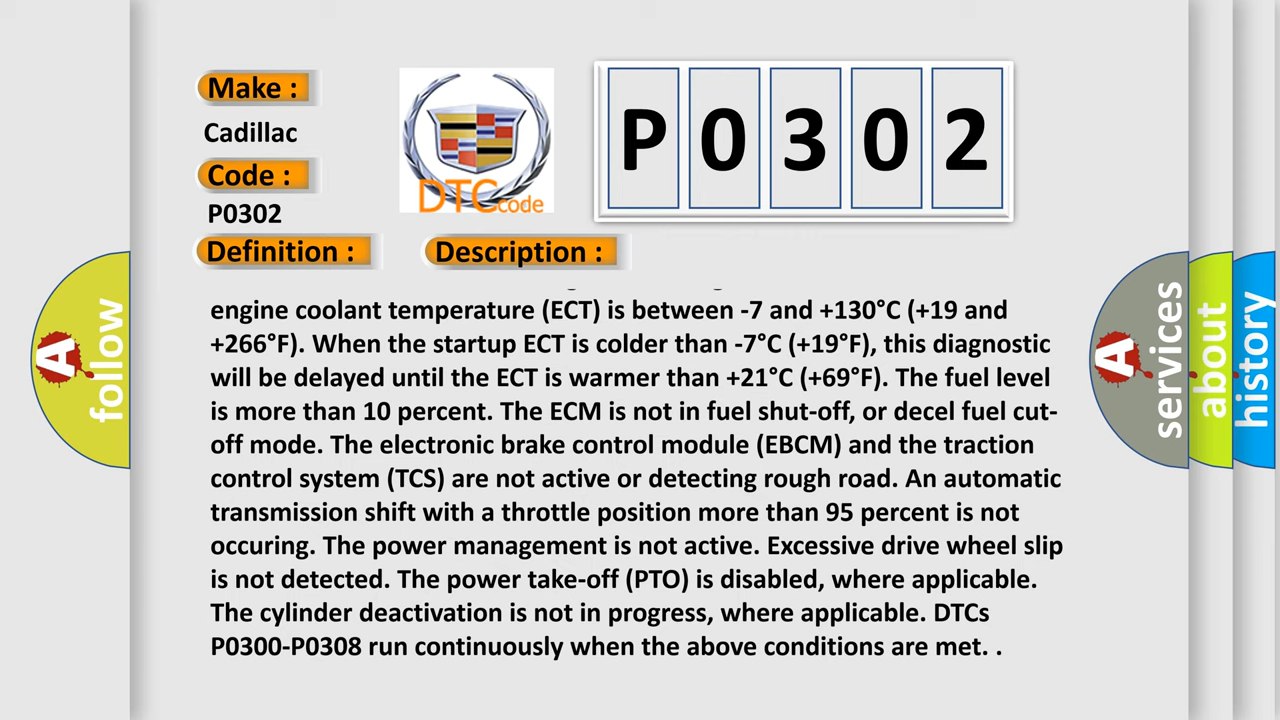 Make :
Cadillac
Code :
P0302
DTC code
P 0 3 0 2
Definition :
Description :
engine coolant temperature (ECT) is between -7 and +130°C (+19 and
+266°F). When the startup ECT is colder than -7°C (+19°F), this diagnostic
will be delayed until the ECT is warmer than +21°C (+69°F). The fuel level
is more than 10 percent. The ECM is not in fuel shut-off, or decel fuel cut-
off mode. The electronic brake control module (EBCM) and the traction
control system (TCS) are not active or detecting rough road. An automatic
transmission shift with a throttle position more than 95 percent is not
occuring. The power management is not active. Excessive drive wheel slip
is not detected. The power take-off (PTO) is disabled, where applicable.
The cylinder deactivation is not in progress, where applicable. DTCs
P0300-P0308 run continuously when the above conditions are met. .
A
follow
A
services
about
history